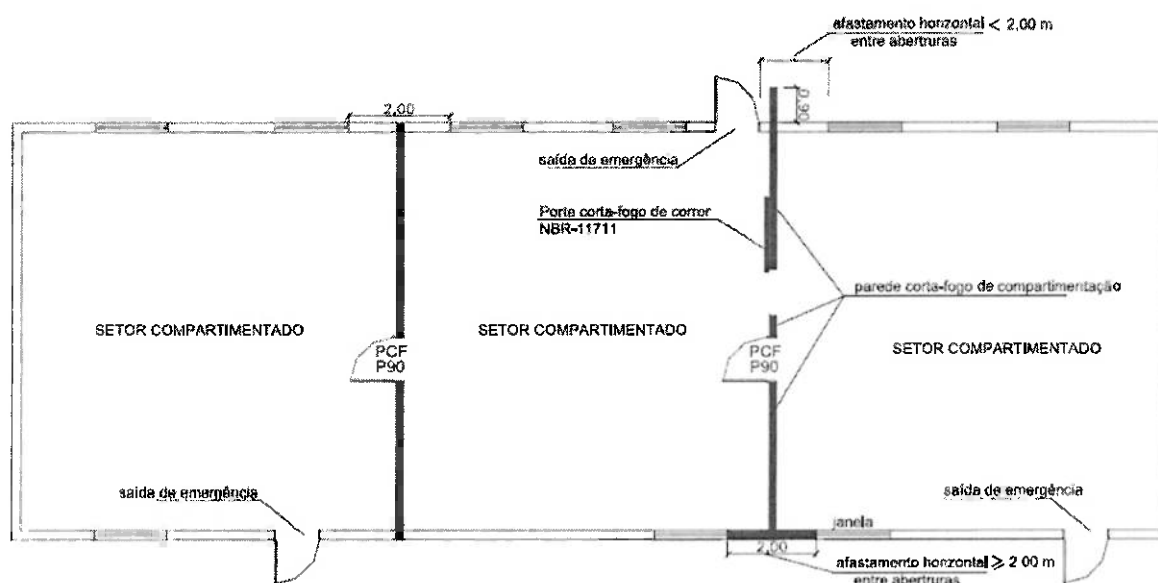 afastamento horizontal < 2,00 m
entre aberturas
2,00
0,90
saída de emergência
Porta corta-fogo de correr
NBR-11711
parede corta-fogo de compartimentação
SETOR COMPARTIMENTADO
SETOR COMPARTIMENTADO
SETOR COMPARTIMENTADO
PCF
P90
PCF
P90
saída de emergência
saída de emergência
janela
2,00
afastamento horizontal ≥ 2 00 m
entre aberturas